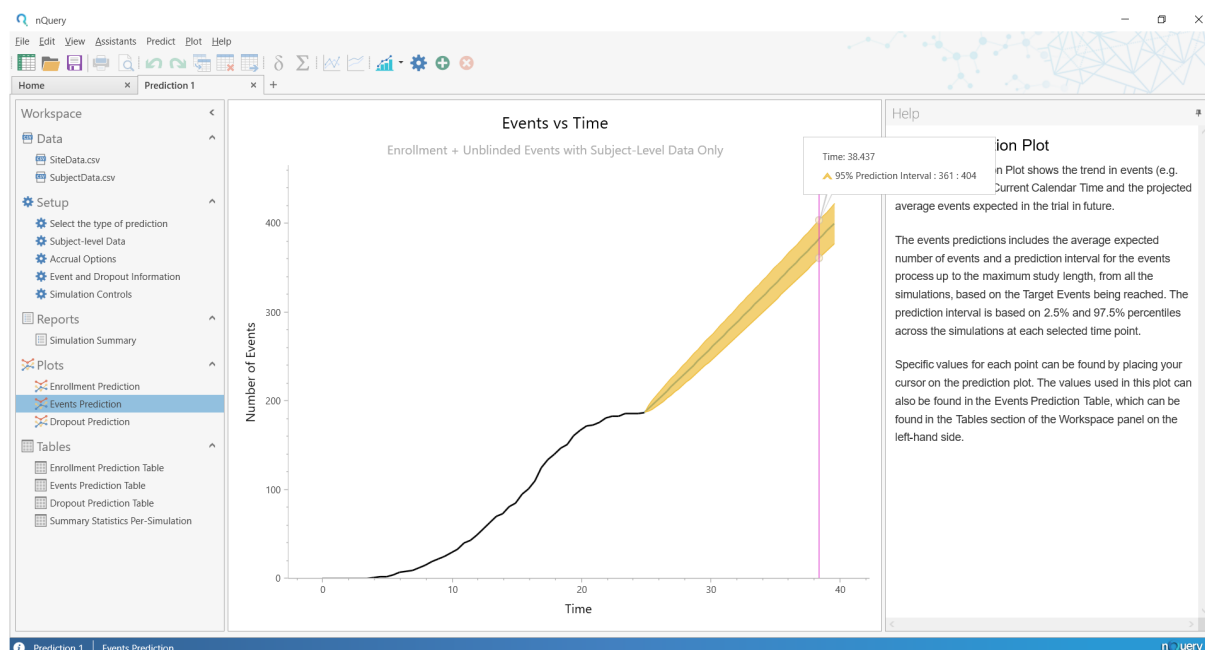 nQuery
File Edit View Assistants Predict Plot Help
Home
Prediction 1
Workspace
Data
SiteData.csv
SubjectData.csv
Setup
Select the type of prediction
Subject-level Data
Accrual Options
Event and Dropout Information
Simulation Controls
Reports
Simulation Summary
Plots
Enrollment Prediction
Events Prediction
Dropout Prediction
Tables
Enrollment Prediction Table
Events Prediction Table
Dropout Prediction Table
Summary Statistics Per-Simulation
Events vs Time
Enrollment + Unblinded Events with Subject-Level Data Only
Time: 38.437
95% Prediction Interval : 361 : 404
Number of Events
400
300
200
100
0
0 10 20 30 40
Time
Help
ion Plot
n Plot shows the trend in events (e.g.
Current Calendar Time and the projected
average events expected in the trial in future.
The events predictions includes the average expected
number of events and a prediction interval for the events
process up to the maximum study length, from all the
simulations, based on the Target Events being reached. The
prediction interval is based on 2.5% and 97.5% percentiles
across the simulations at each selected time point.
Specific values for each point can be found by placing your
cursor on the prediction plot. The values used in this plot can
also be found in the Events Prediction Table, which can be
found in the Tables section of the Workspace panel on the
left-hand side.
Prediction 1 Events Prediction
nQuery